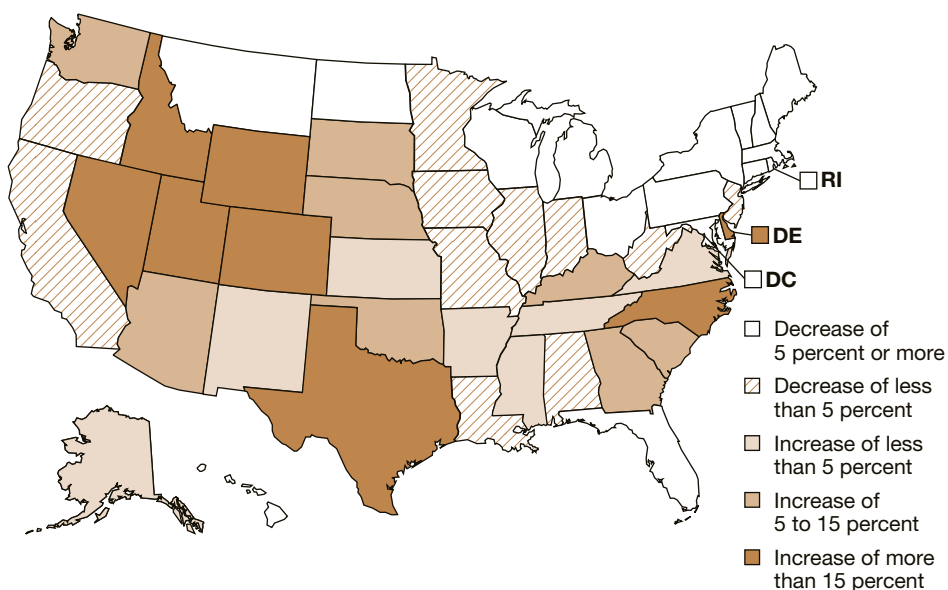 RI
DE
DC
Decrease of
5 percent or more
Decrease of less
than 5 percent
Increase of less
than 5 percent
Increase of
5 to 15 percent
Increase of more
than 15 percent